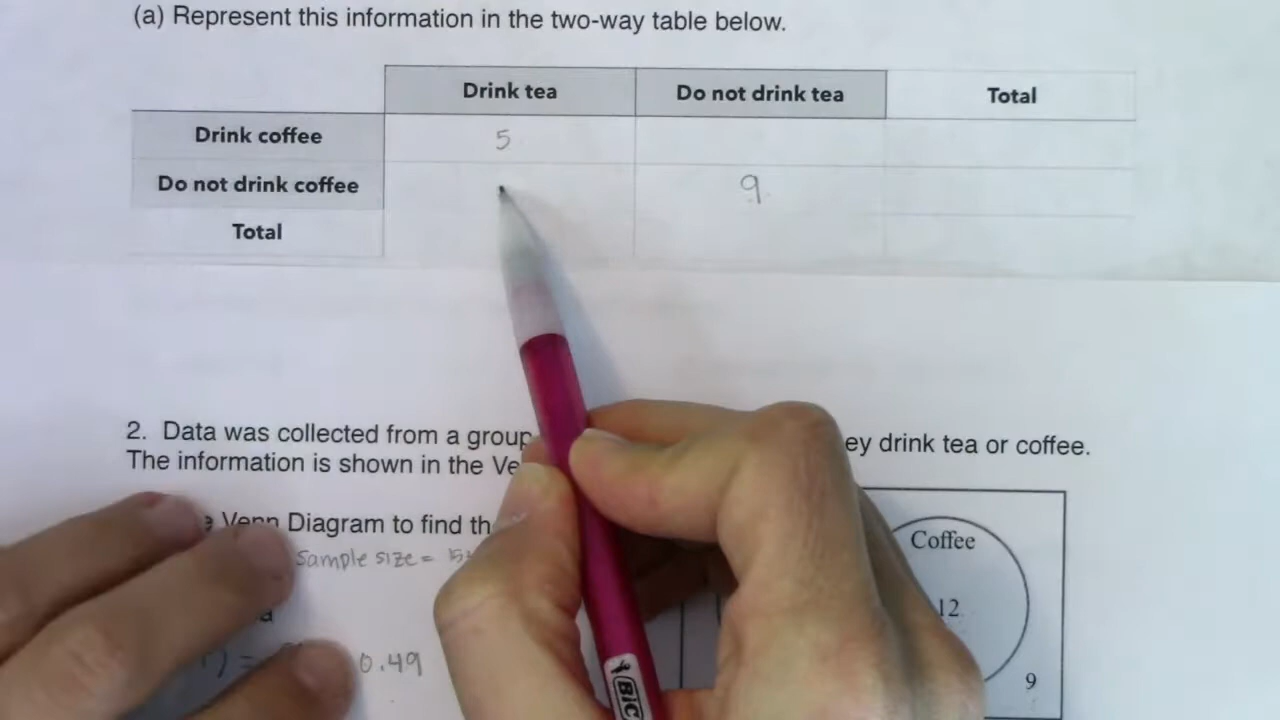 (a) Represent this information in the two-way table below.
Drink tea Do not drink tea Total
Drink coffee 5
Do not drink coffee 9
Total
2. Data was collected from a group ey drink tea or coffee.
The information is shown in the Ve
Venn Diagram to find th
Coffee
Sample size =
12
= 0.49
9
BiC